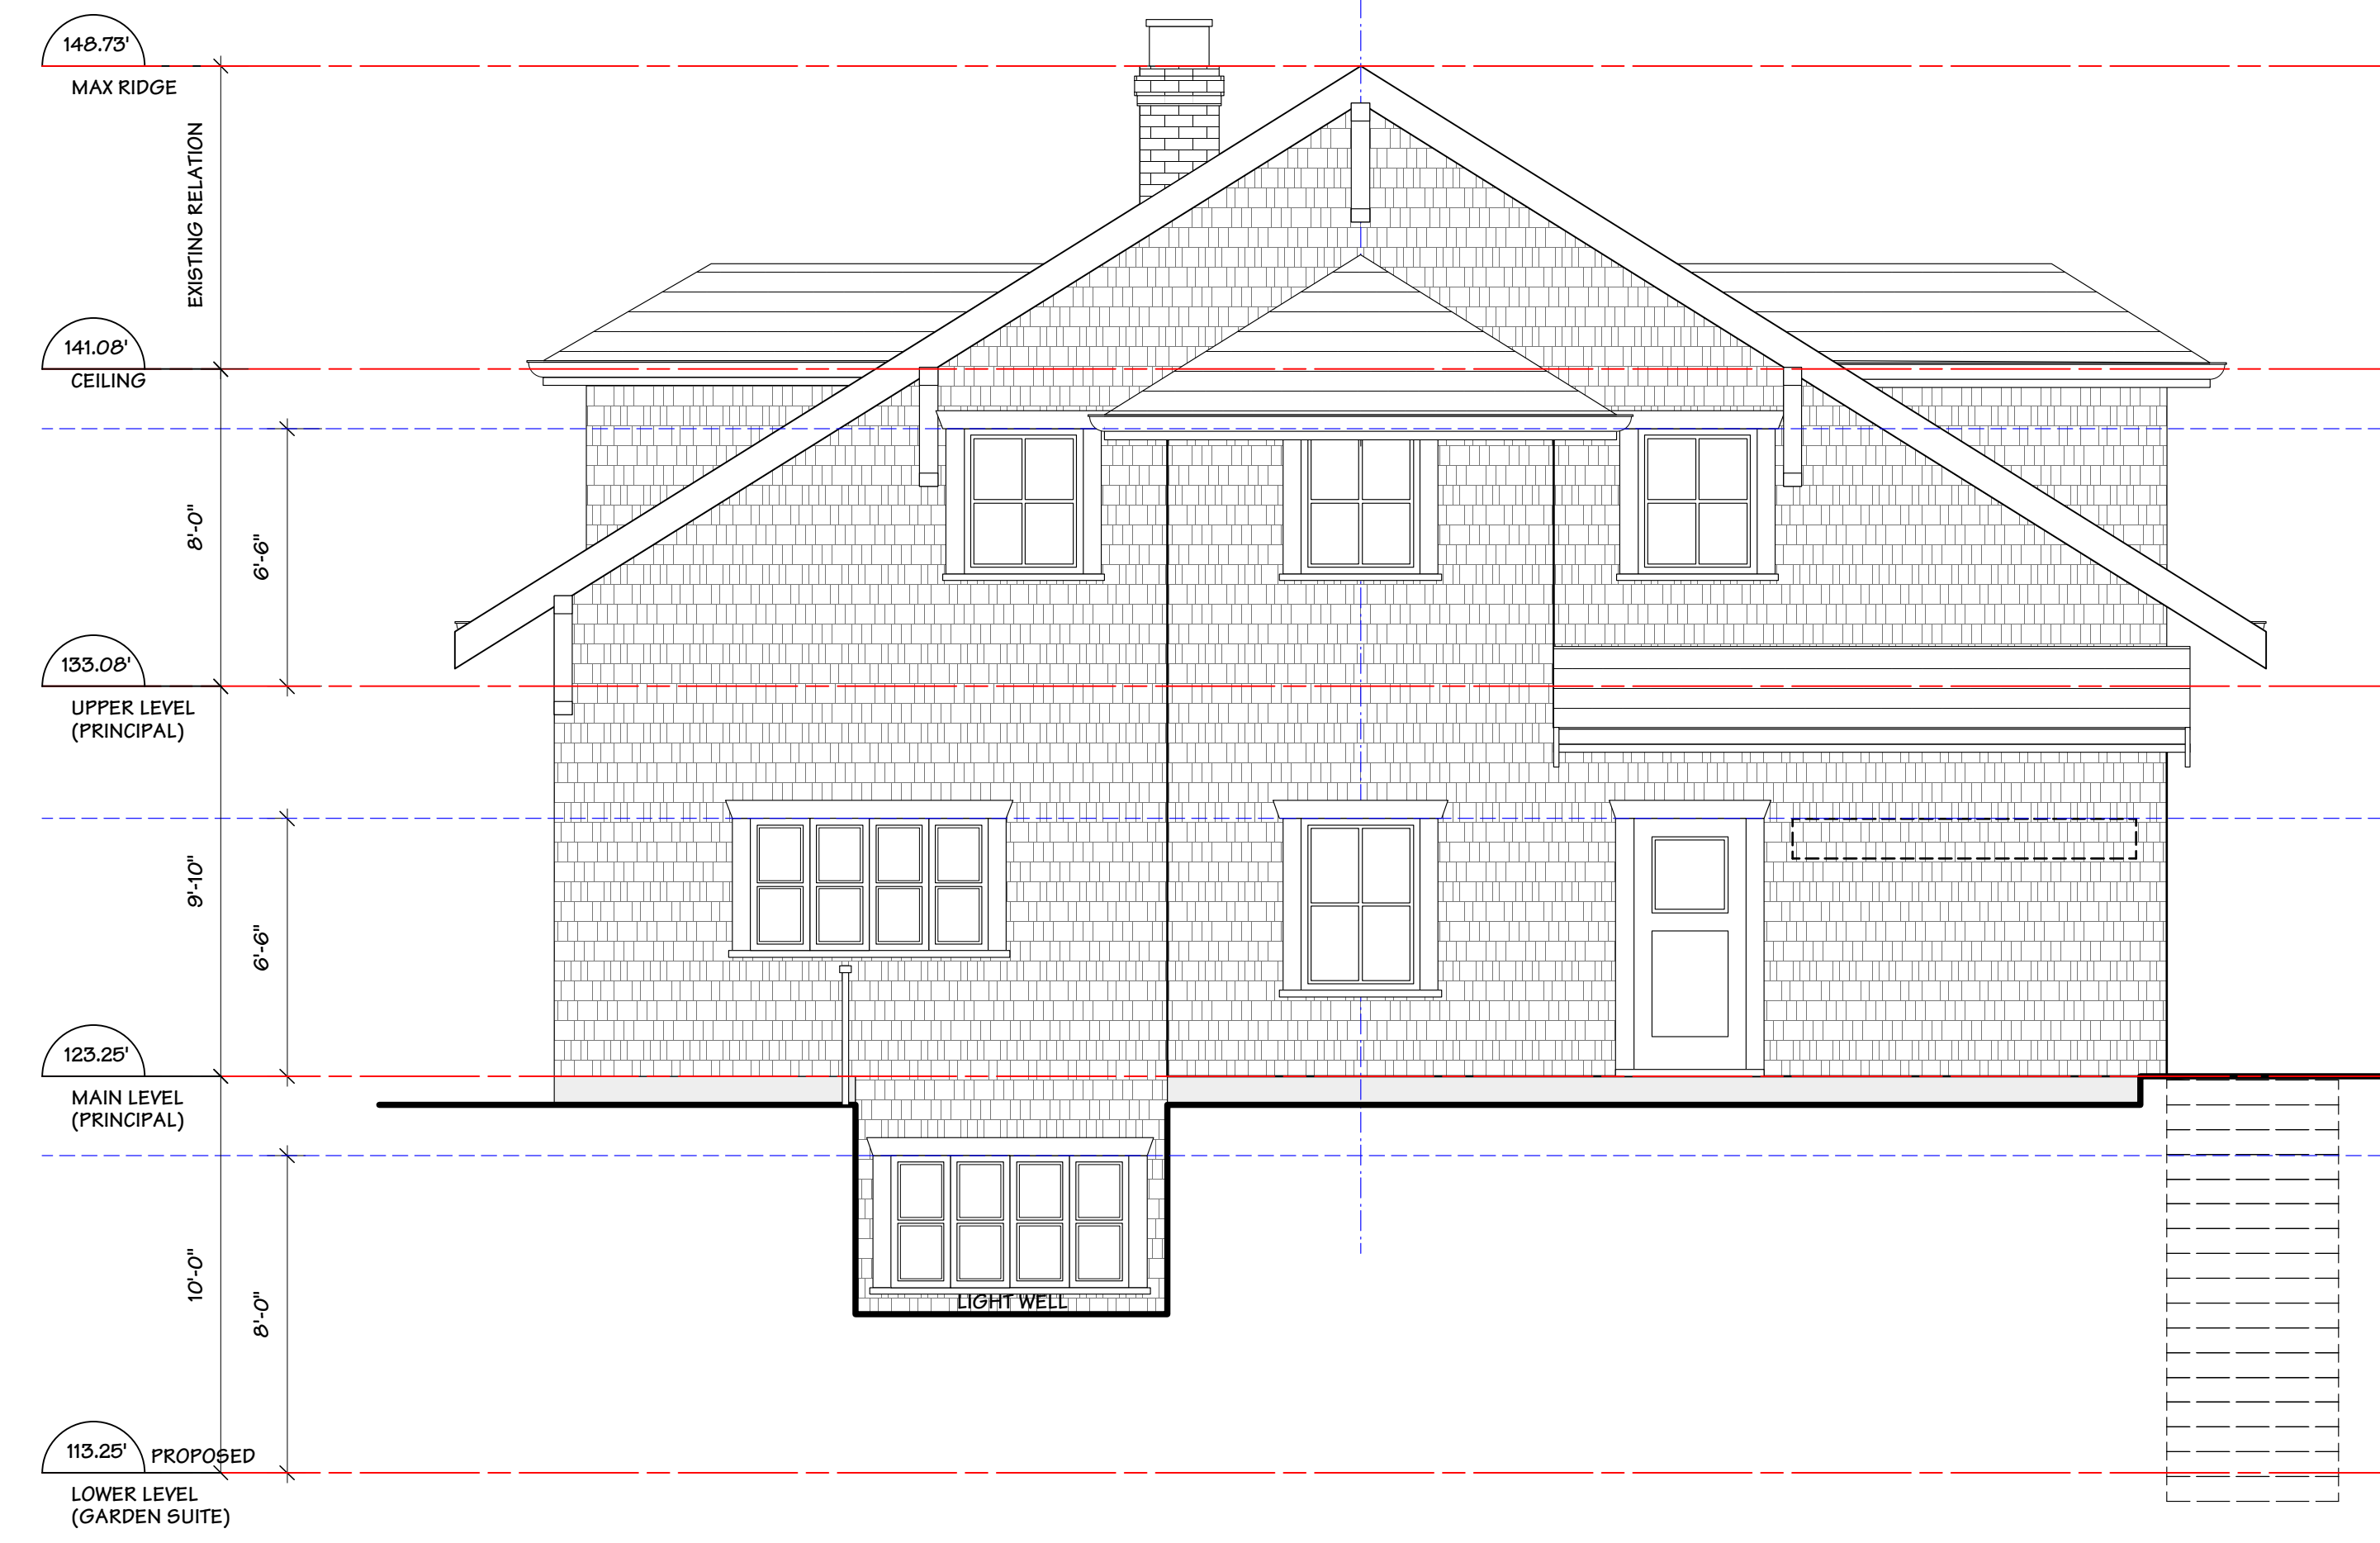 148.73'
MAX RIDGE
EXISTING RELATION
141.08'
CEILING
8'-0"
6'-6"
133.08'
UPPER LEVEL
(PRINCIPAL)
9'-10"
6'-6"
123.25'
MAIN LEVEL
(PRINCIPAL)
10'-0"
8'-0"
LIGHT WELL
113.25' PROPOSED
LOWER LEVEL
(GARDEN SUITE)